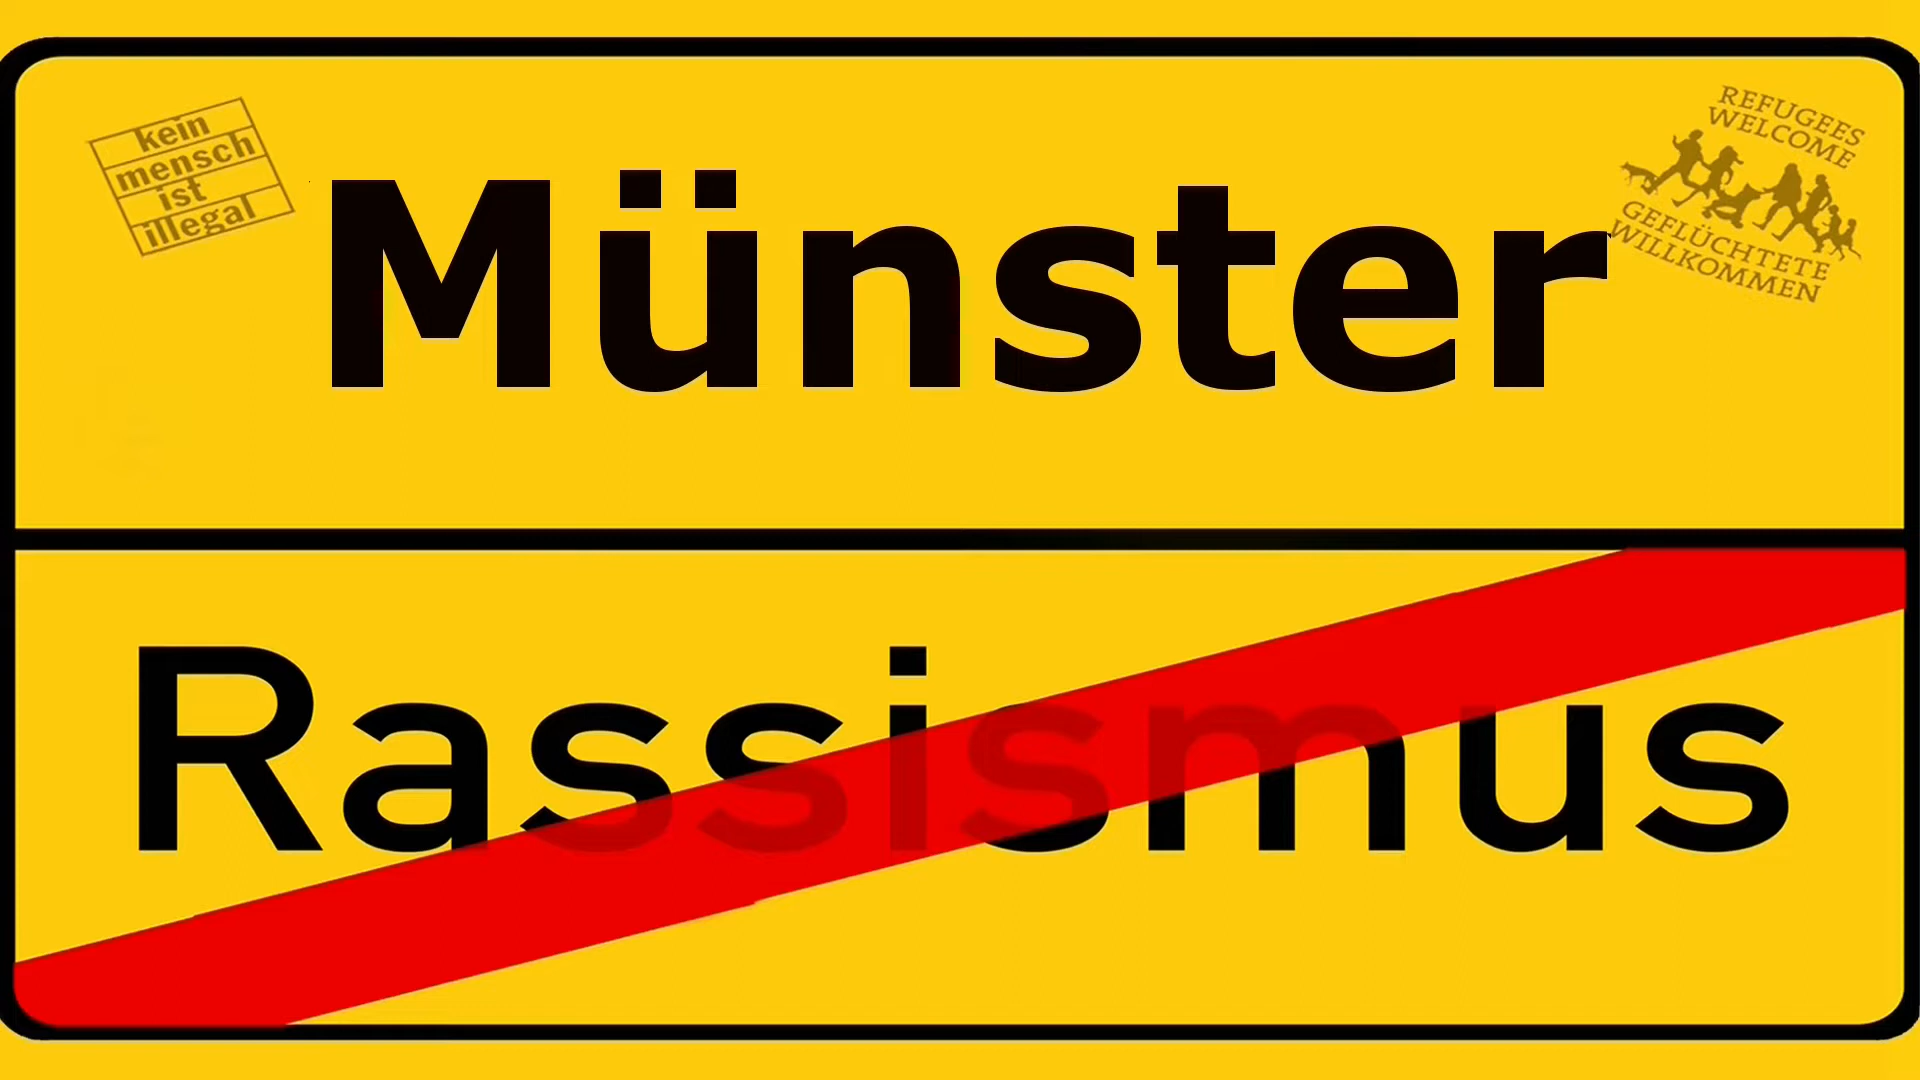 kein
mensch
ist
illegal
Münster
REFUGEES
WELCOME
GEFLÜCHTETE
WILLKOMMEN
Rassismus